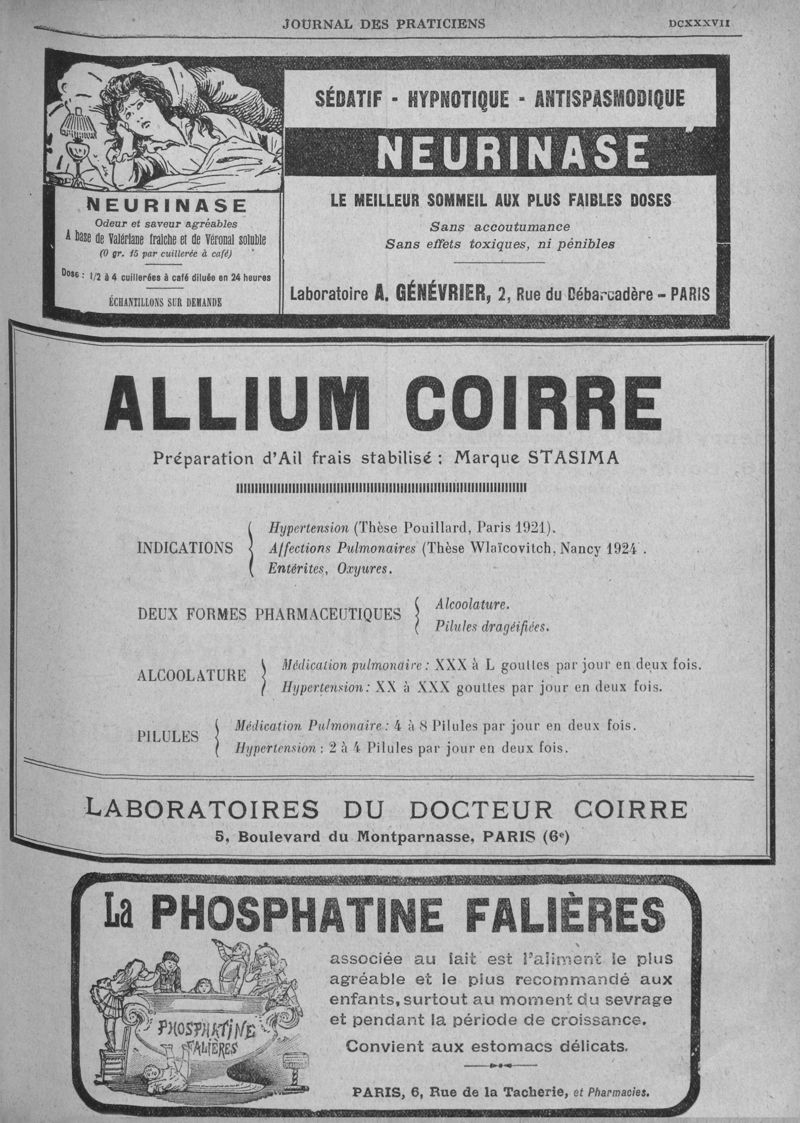 JOURNAL DES PRATICIENS
DCXXXVII
NEURINASE
Odeur et saveur agréables
A base de Valériane fraîche et de Véronal soluble
(0 gr. 15 par cuillerée à café)
Dose : 1/2 à 4 cuillerées à café diluée en 24 heures
ÉCHANTILLONS SUR DEMANDE
SÉDATIF - HYPNOTIQUE - ANTISPASMODIQUE
NEURINASE
LE MEILLEUR SOMMEIL AUX PLUS FAIBLES DOSES
Sans accoutumance
Sans effets toxiques, ni pénibles
Laboratoire A. GÉNÉVRIER, 2, Rue du Débarcadère - PARIS
ALLIUM COIRRE
Préparation d'Ail frais stabilisé : Marque STASIMA
INDICATIONS
Hypertension (Thèse Pouillard, Paris 1921).
Affections Pulmonaires (Thèse Wlaïcovitch, Nancy 1924 .
Entérites, Oxyures.
DEUX FORMES PHARMACEUTIQUES
Alcoolature.
Pilules dragéifiées.
ALCOOLATURE
Médication pulmonaire : XXX à L gouttes par jour en deux fois.
Hypertension : XX à XXX gouttes par jour en deux fois.
PILULES
Médication Pulmonaire : 4 à 8 Pilules par jour en deux fois.
Hypertension : 2 à 4 Pilules par jour en deux fois.
LABORATOIRES DU DOCTEUR COIRRE
5, Boulevard du Montparnasse, PARIS (6e)
La PHOSPHATINE FALIÈRES
PHOSPHATINE
FALIÈRES
associée au lait est l'aliment le plus
agréable et le plus recommandé aux
enfants, surtout au moment du sevrage
et pendant la période de croissance.
Convient aux estomacs délicats.
PARIS, 6, Rue de la Tacherie, et Pharmacies.